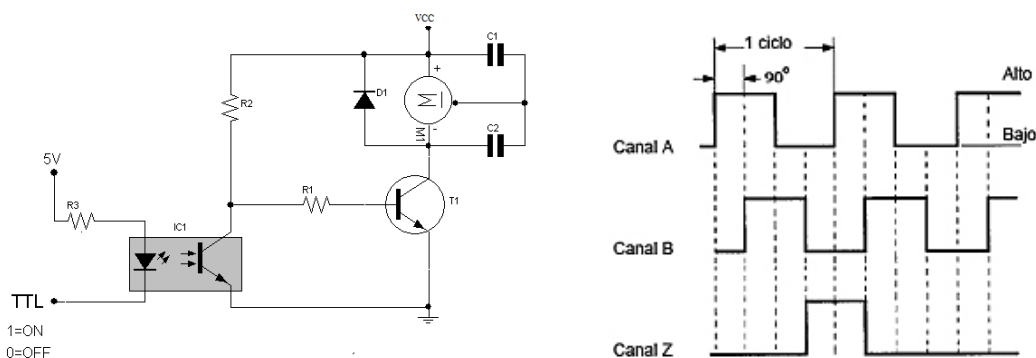 VCC
C1
+
D1
M
-
M1
C2
R2
5V
R3
R1
T1
IC1
TTL
1=ON
0=OFF
1 ciclo
90°
Alto
Bajo
Canal A
Canal B
Canal Z